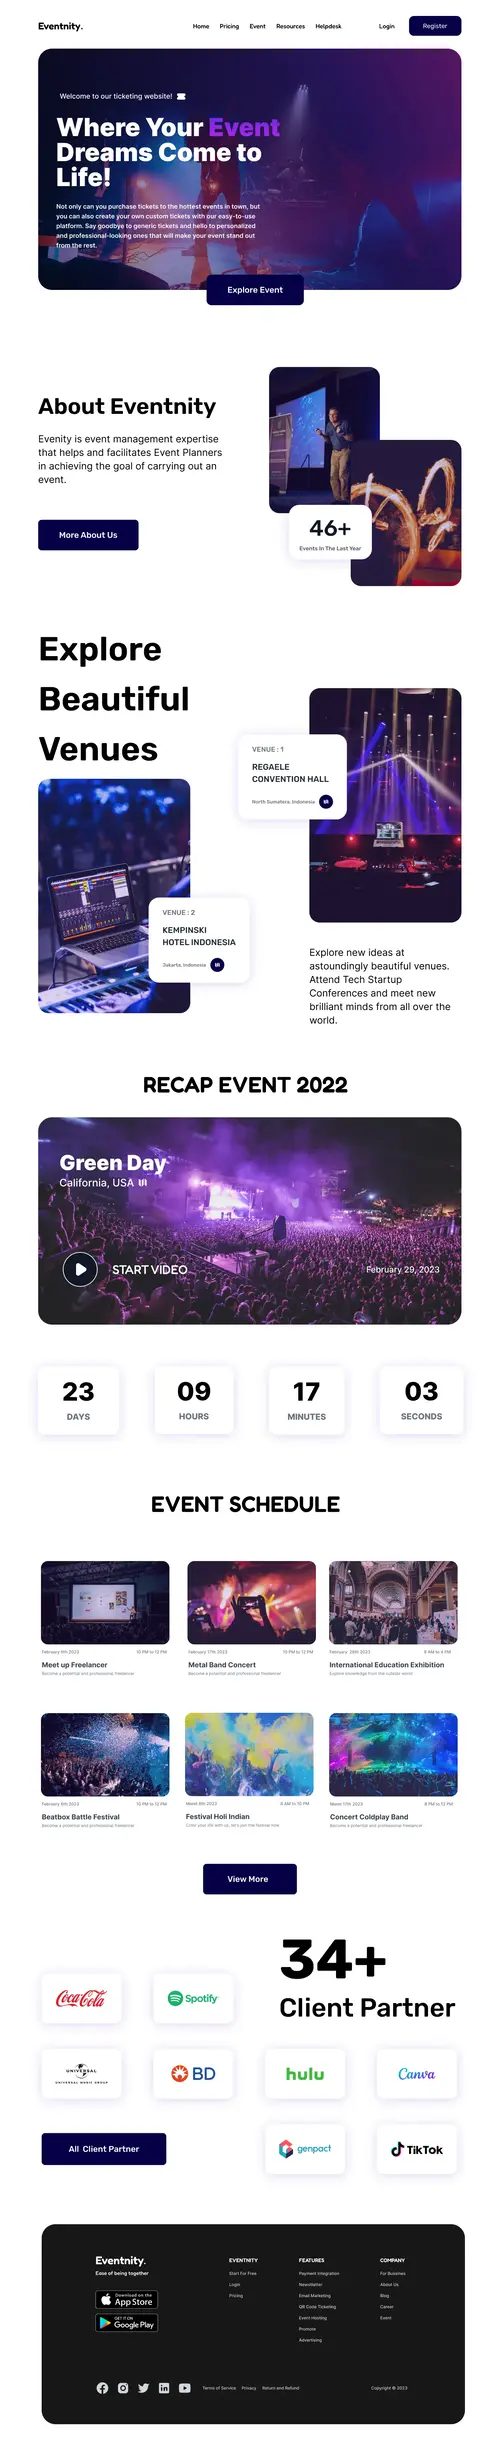 Eventnity.
Home Pricing Event Resources Helpdesk
Login
Register
Welcome to our ticketing website!
Where Your Event
Dreams Come to
Life!
Not only can you purchase tickets to the hottest events in town, but
you can also create your own custom tickets with our easy-to-use
platform. Say goodbye to generic tickets and hello to personalized
and professional-looking ones that will make your event stand out
from the rest.
Explore Event
About Eventnity
Evenity is event management expertise
that helps and facilitates Event Planners
in achieving the goal of carrying out an
event.
More About Us
46+
Events In The Last Year
Explore
Beautiful
Venues
VENUE : 1
REGAELE
CONVENTION HALL
North Sumatera, Indonesia
VENUE : 2
KEMPINSKI
HOTEL INDONESIA
Jakarta, Indonesia
Explore new ideas at
astoundingly beautiful venues.
Attend Tech Startup
Conferences and meet new
brilliant minds from all over the
world.
RECAP EVENT 2022
Green Day
California, USA
START VIDEO
February 29, 2023
23
DAYS
09
HOURS
17
MINUTES
03
SECONDS
EVENT SCHEDULE
February 9th 2023 10 PM to 12 PM
Meet up Freelancer
Become a potential and professional freelancer
February 17th 2023 10 PM to 12 PM
Metal Band Concert
Become a potential and professional freelancer
February 28th 2023 8 AM to 4 PM
International Education Exhibition
Explore knowledge from the outside world
February 6th 2023 10 PM to 12 PM
Beatbox Battle Festival
Become a potential and professional freelancer
8 AM to 10 PM
Festival Holi Indian
Color your life with us, let's join the festival now
Maret 17th 2023 8 PM to 12 PM
Concert Coldplay Band
Become a potential and professional freelancer
View More
34+
Client Partner
Coca-Cola
Spotify
UNIVERSAL
UNIVERSAL MUSIC GROUP
BD
hulu
Canva
All Client Partner
genpact
TikTok
Eventnity.
Ease of being together
Download on the
App Store
GET IT ON
Google Play
EVENTNITY
Start For Free
Login
Pricing
FEATURES
Payment Integration
Newsletter
Email Marketing
QR Code Ticketing
Event Hosting
Promote
Advertising
COMPANY
For Bussines
About Us
Blog
Career
Event
Terms of Service Privacy Return and Refund
Copyright © 2023